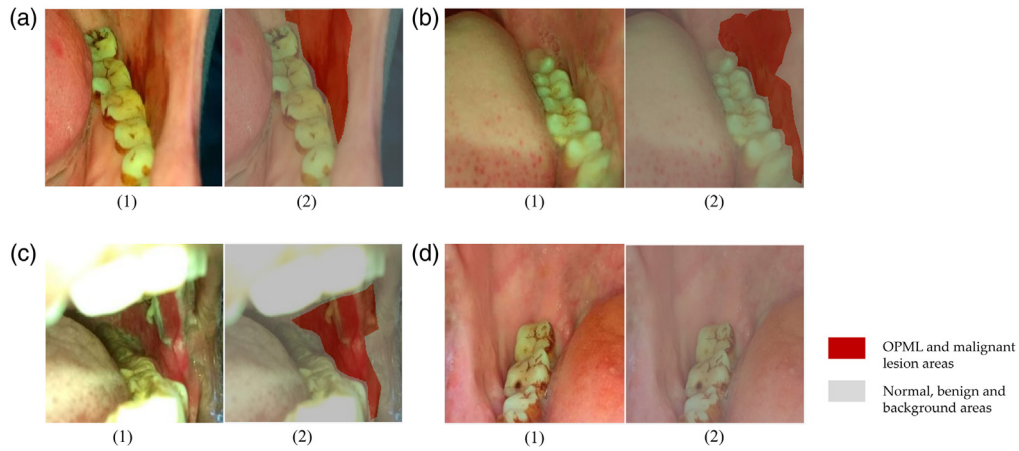 (a)
(b)
(1)
(2)
(1)
(2)
(c)
(d)
OPML and malignant
lesion areas
Normal, benign and
background areas
(1)
(2)
(1)
(2)